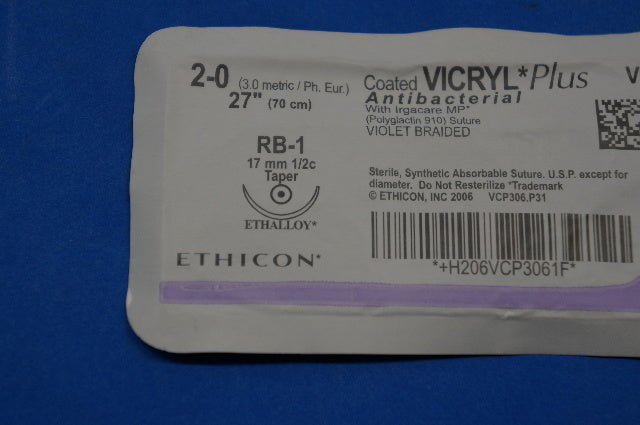 2-0 (3.0 metric / Ph. Eur.)
27" (70 cm)
RB-1
17 mm 1/2c
Taper
ETHALLOY*
ETHICON*
Coated VICRYL* Plus
Antibacterial
With Irgacare MP*
(Polyglactin 910) Suture
VIOLET BRAIDED
V
Sterile, Synthetic Absorbable Suture. U.S.P. except for
diameter. Do Not Resterilize *Trademark
© ETHICON, INC 2006 VCP306.P31
*+H206VCP3061F*